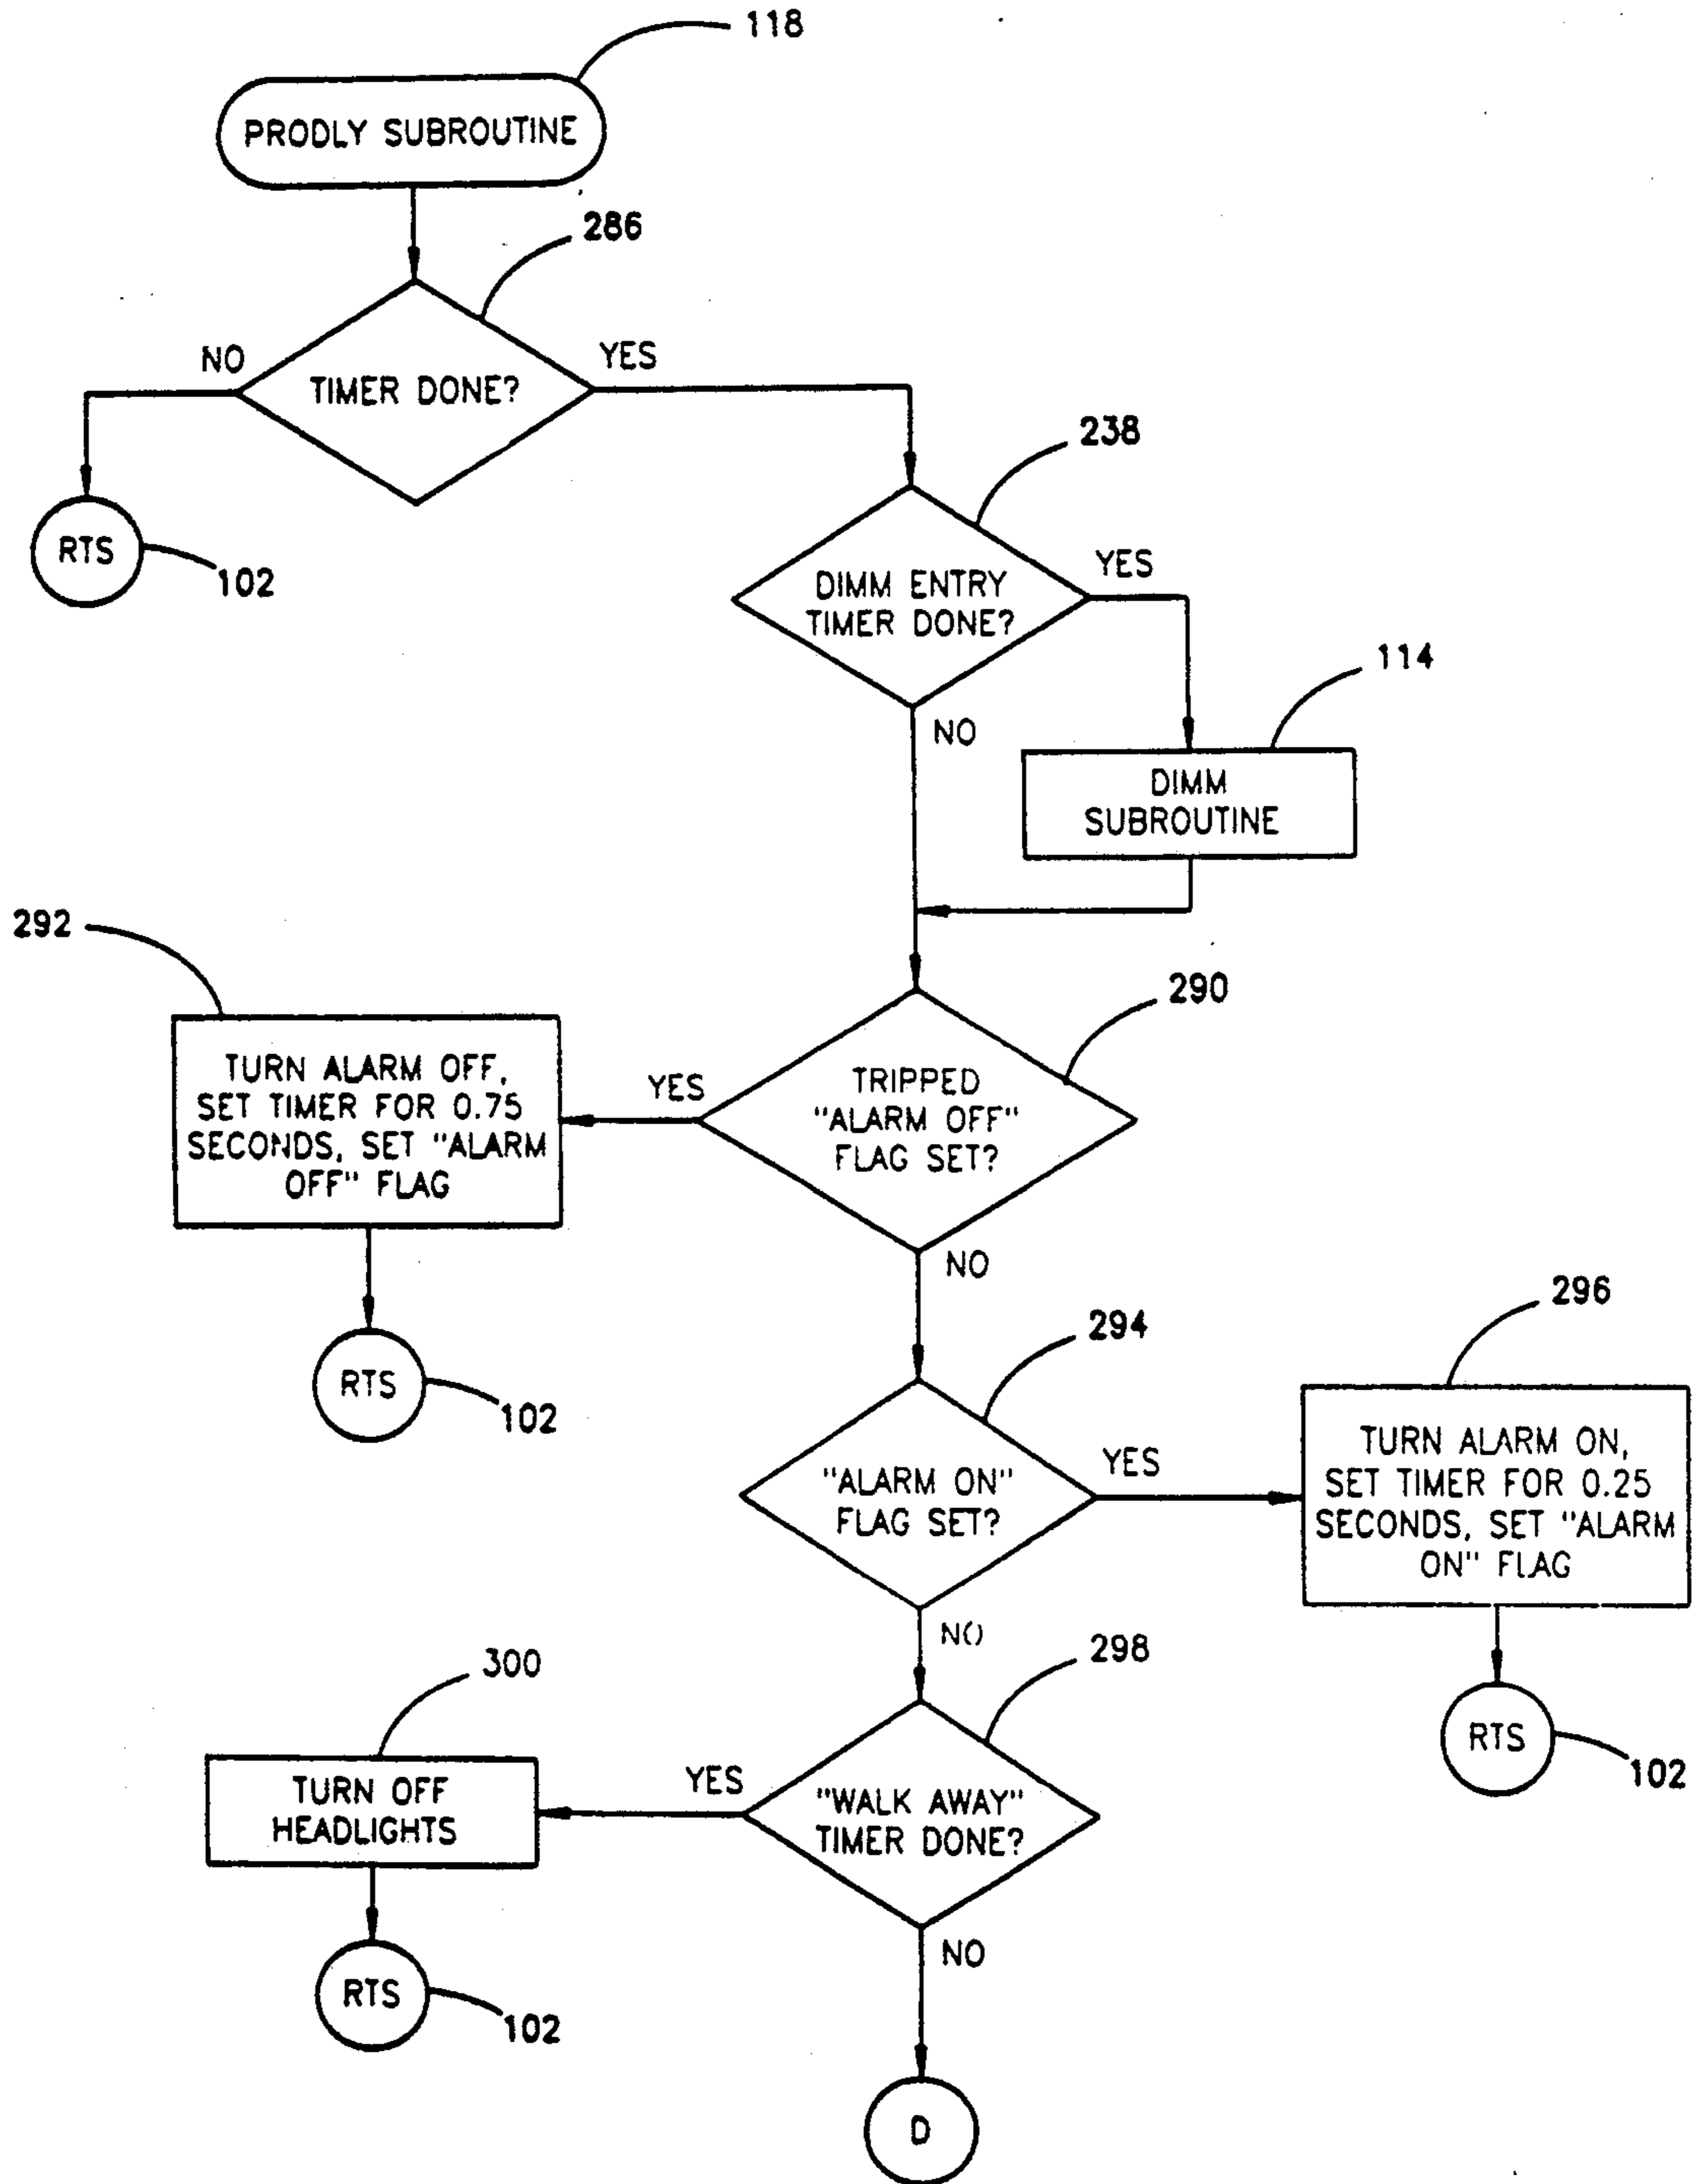 118
PRODLY SUBROUTINE
286
NO
YES
TIMER DONE?
238
RTS
102
YES
DIMM ENTRY
TIMER DONE?
114
NO
DIMM
SUBROUTINE
292
290
TURN ALARM OFF,
SET TIMER FOR 0.75
SECONDS, SET "ALARM
OFF" FLAG
YES
TRIPPED
"ALARM OFF"
FLAG SET?
NO
296
294
RTS
102
"ALARM ON"
FLAG SET?
YES
TURN ALARM ON,
SET TIMER FOR 0.25
SECONDS, SET "ALARM
ON" FLAG
NO
298
300
RTS
102
TURN OFF
HEADLIGHTS
YES
"WALK AWAY"
TIMER DONE?
NO
RTS
102
D